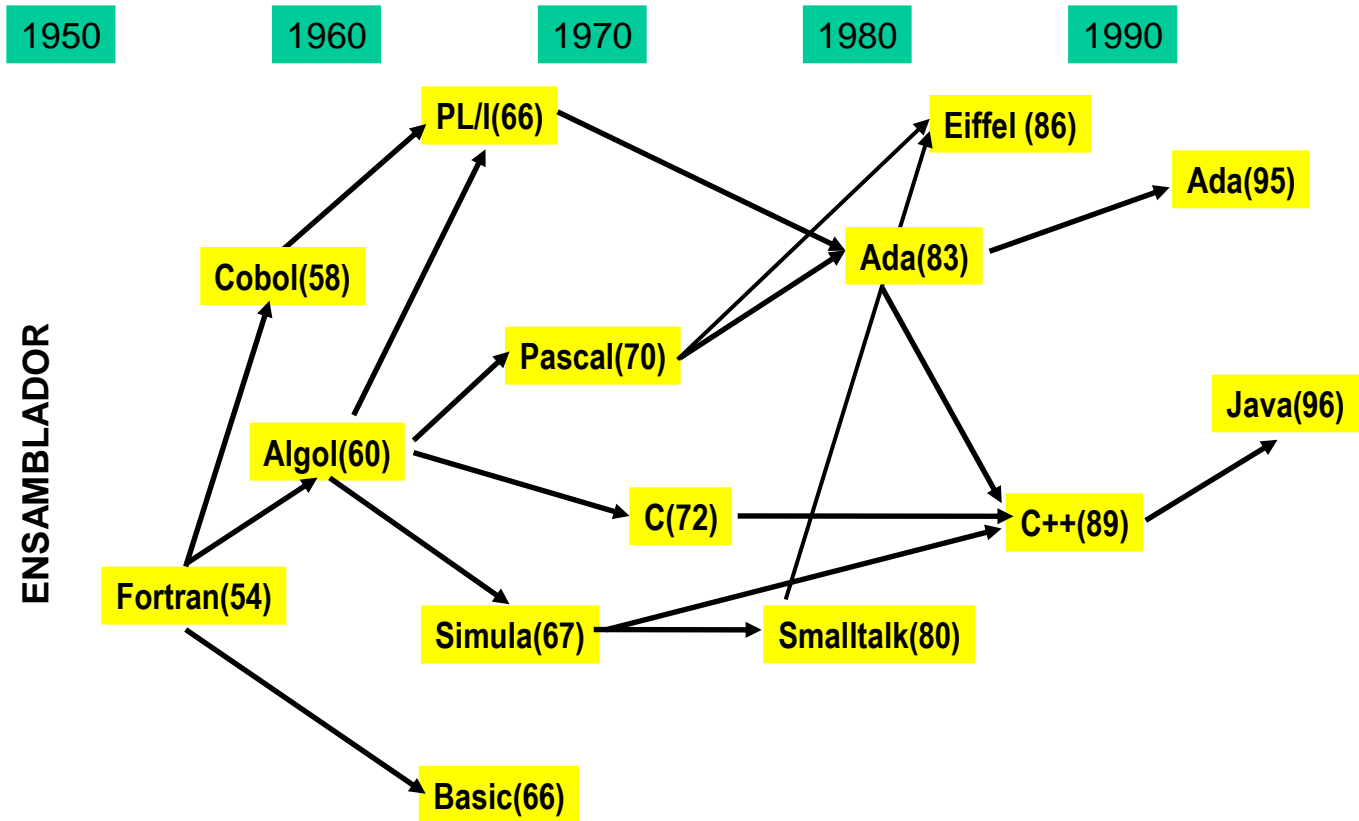 1950
1960
1970
1980
1990
PL/I(66)
Eiffel (86)
Ada(95)
Cobol(58)
Ada(83)
ENSAMBLADOR
Pascal(70)
Java(96)
Algol(60)
C(72)
C++(89)
Fortran(54)
Simula(67)
Smalltalk(80)
Basic(66)